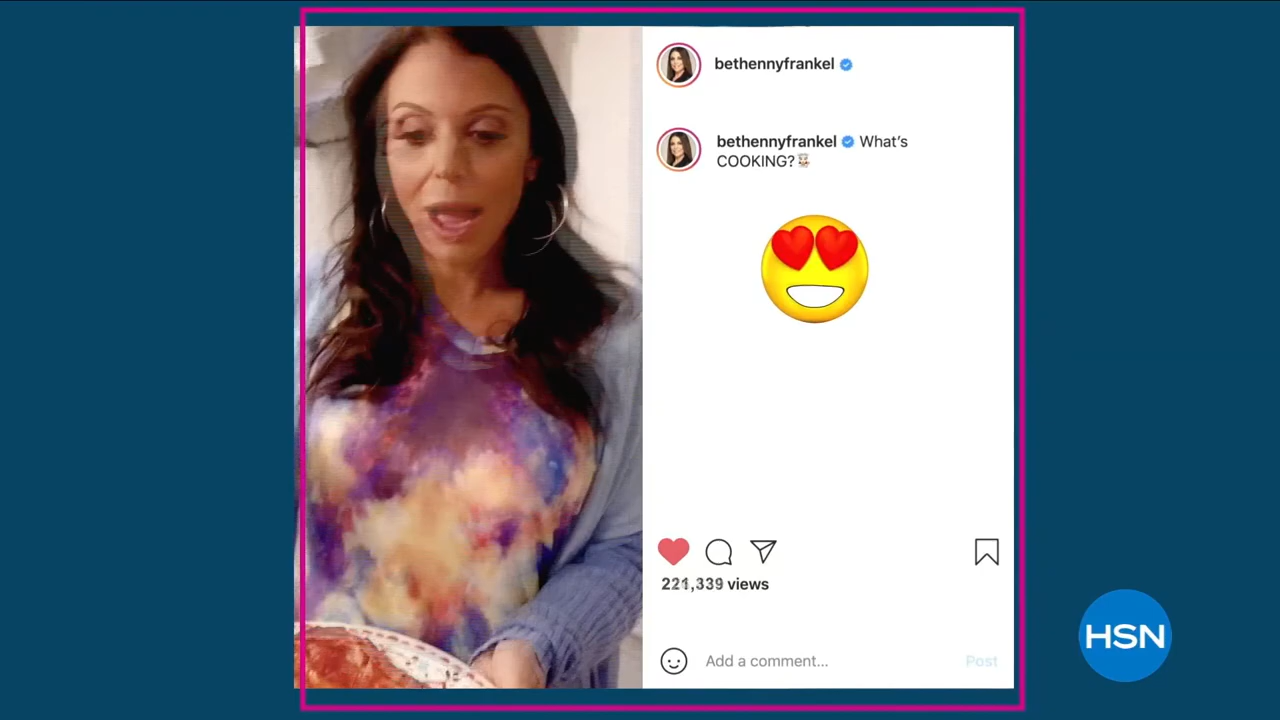 bethennyfrankel
bethennyfrankel What's
COOKING?
221,339 views
Add a comment...
Post
HSN